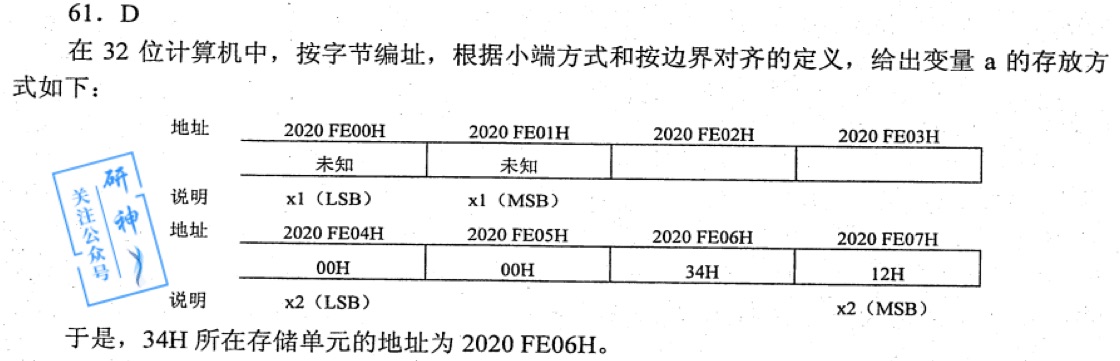 61．D
在 32 位计算机中，按字节编址，根据小端方式和按边界对齐的定义，给出变量 a 的存放方
式如下：
地址 2020 FE00H 2020 FE01H 2020 FE02H 2020 FE03H
未知 未知
说明 x1（LSB） x1（MSB）
地址 2020 FE04H 2020 FE05H 2020 FE06H 2020 FE07H
00H 00H 34H 12H
说明 x2（LSB） x2（MSB）
于是，34H 所在存储单元的地址为 2020 FE06H。
研神
关注公众号